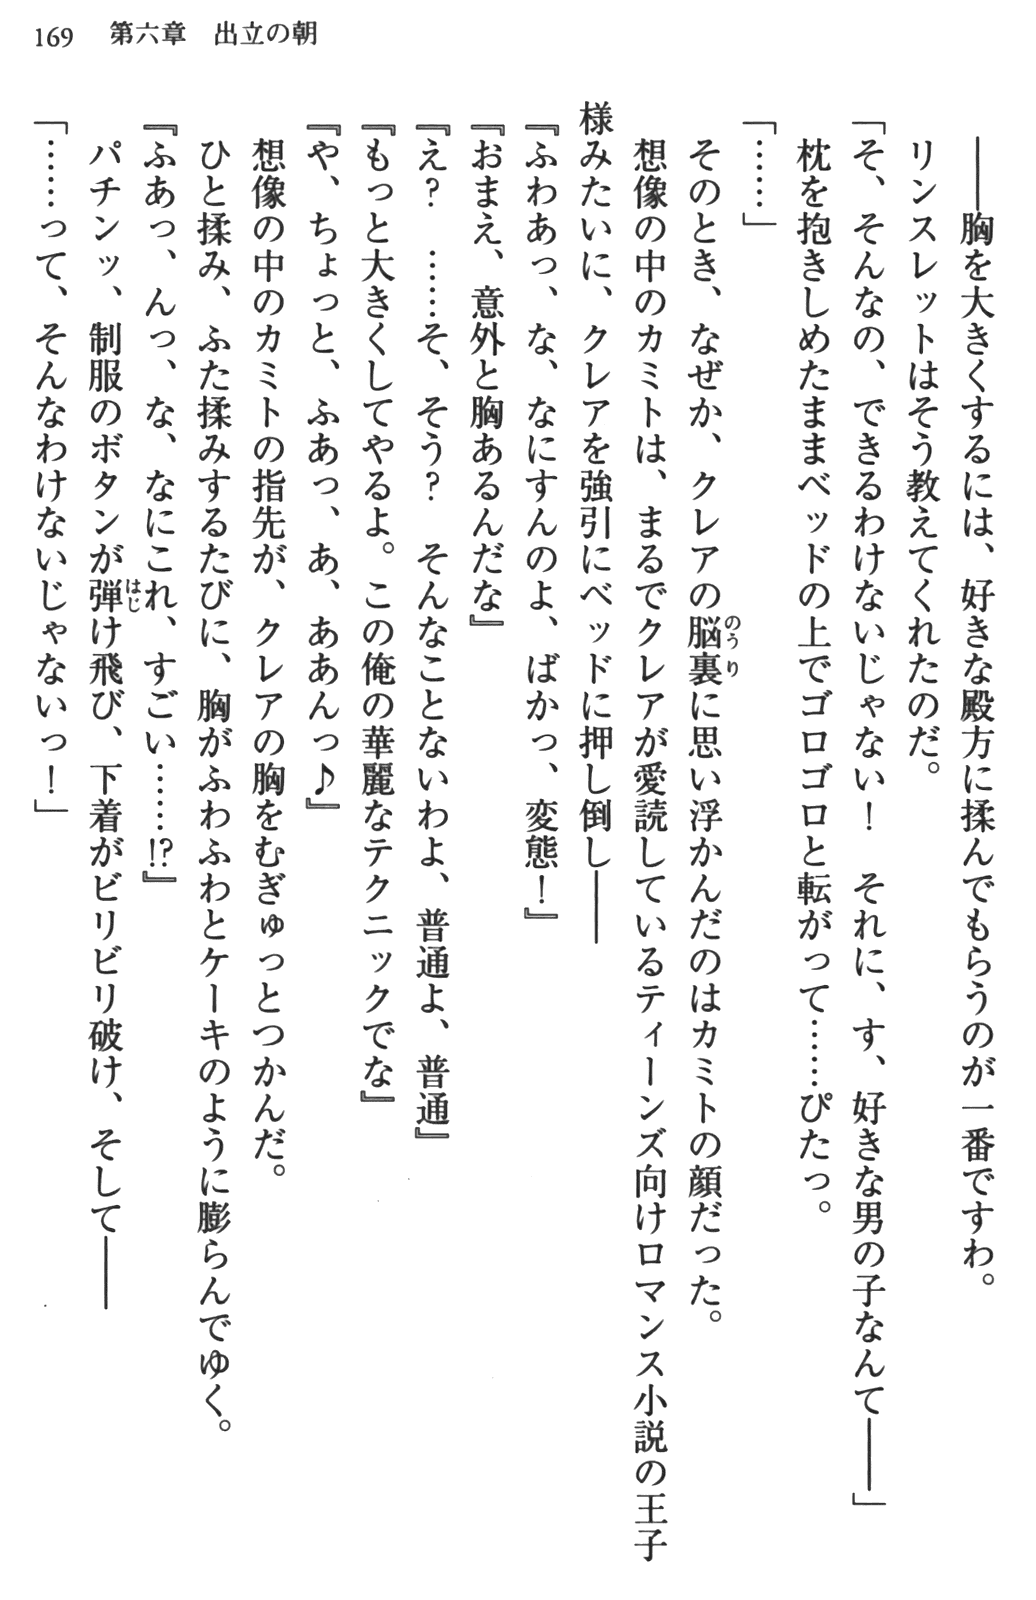 169 第六章 出立の朝
――胸を大きくするには、好きな殿方に揉んでもらうのが一番ですわ。
リンスレットはそう教えてくれたのだ。
「そ、そんなの、できるわけないじゃない！　それに、す、好きな男の子なんて――」
枕を抱きしめたままベッドの上でゴロゴロと転がって……ぴたっ。
「……」
そのとき、なぜか、クレアの脳裏に思い浮かんだのはカミトの顔だった。
想像の中のカミトは、まるでクレアが愛読しているティーンズ向けロマンス小説の王子
様みたいに、クレアを強引にベッドに押し倒し――
『ふわあっ、な、なにすんのよ、ばかっ、変態！』
『おまえ、意外と胸あるんだな』
『え？　……そ、そう？　そんなことないわよ、普通よ、普通』
『もっと大きくしてやるよ。この俺の華麗なテクニックでな』
『や、ちょっと、ふあっ、あ、ああんっ♪』
想像の中のカミトの指先が、クレアの胸をむぎゅっとつかんだ。
ひと揉み、ふた揉みするたびに、胸がふわふわとケーキのように膨らんでゆく。
『ふあっ、んっ、な、なにこれ、すごい……!?』
パチンッ、制服のボタンが弾け飛び、下着がビリビリ破け、そして――
「……って、そんなわけないじゃないっ！」